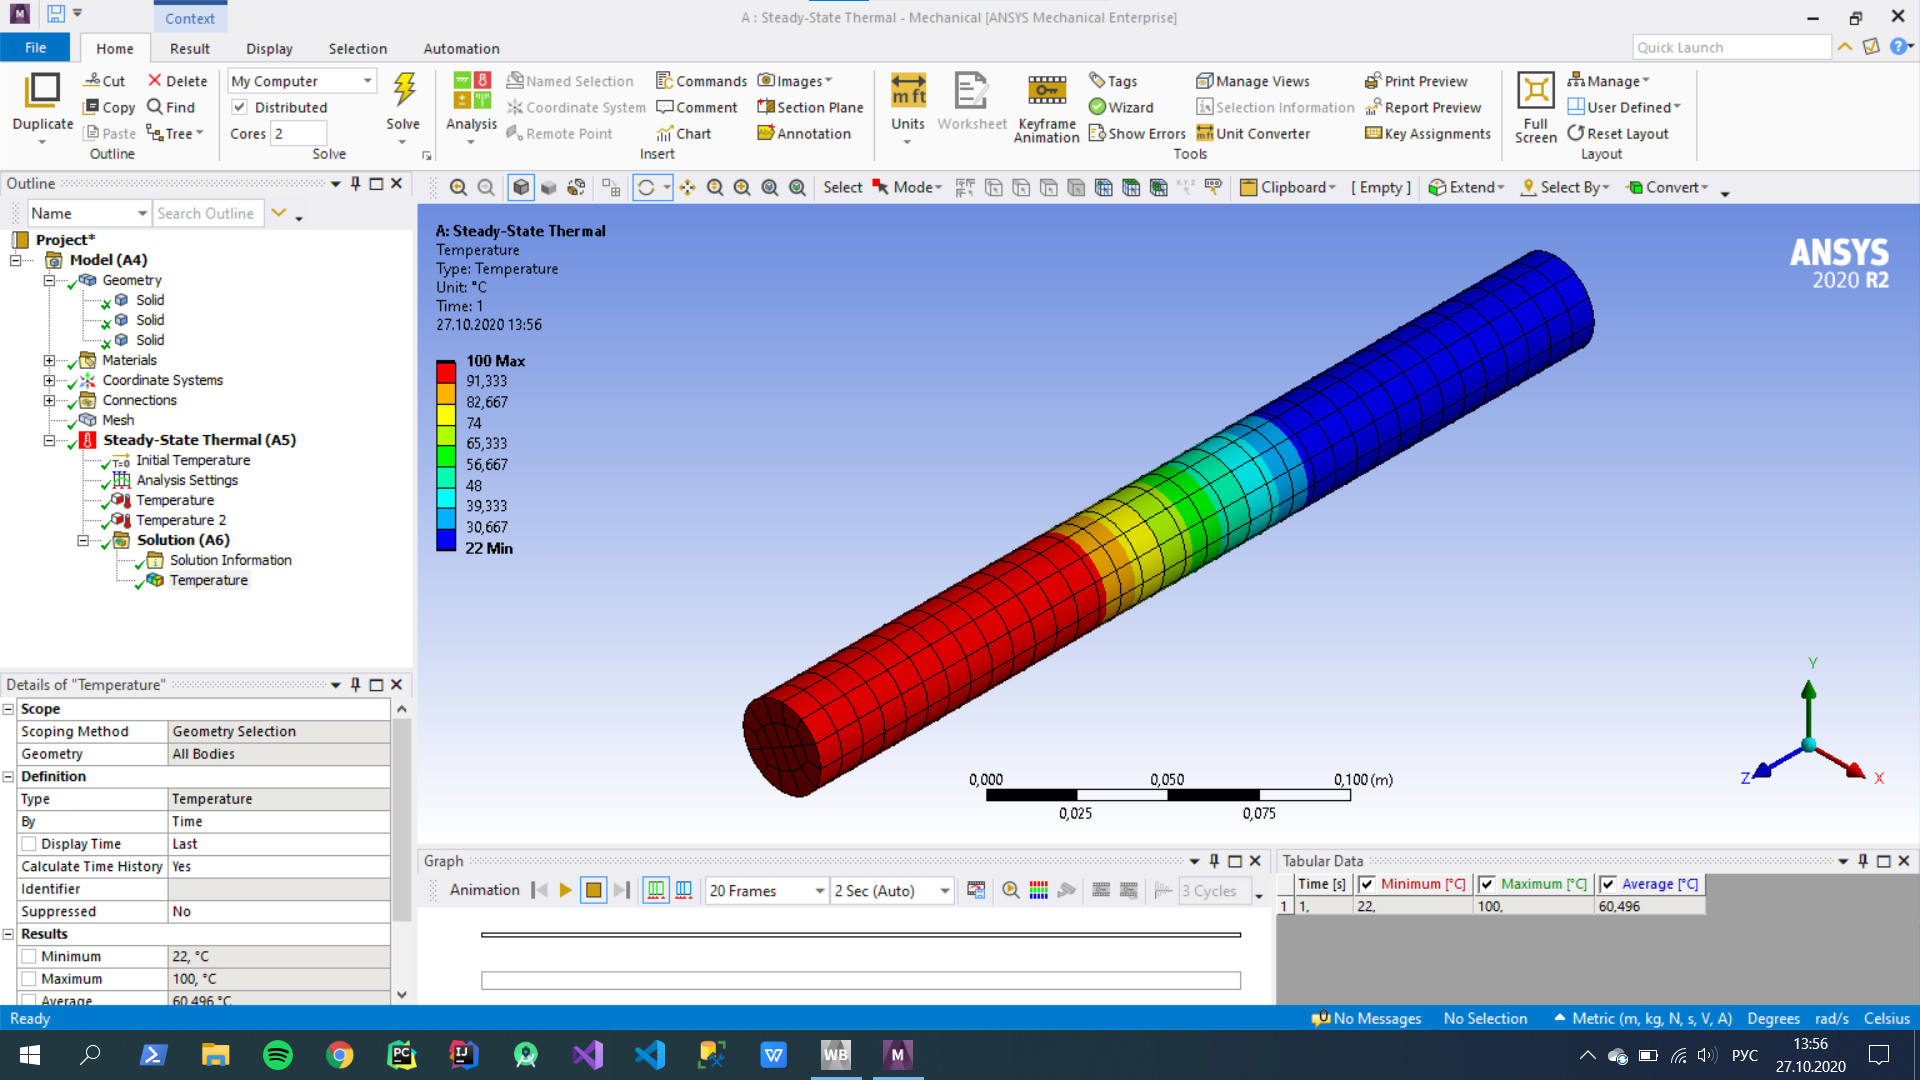 Context
A : Steady-State Thermal - Mechanical [ANSYS Mechanical Enterprise]
File Home Result Display Selection Automation
Quick Launch
Duplicate
Cut
Copy
Paste
Delete
Find
Tree
Outline
My Computer
Distributed
Cores 2
Solve
Solve
Analysis
Named Selection
Coordinate System
Remote Point
Commands
Comment
Chart
Images
Section Plane
Annotation
Insert
Units
Worksheet
Keyframe
Animation
Tags
Wizard
Show Errors
Manage Views
Selection Information
Unit Converter
Print Preview
Report Preview
Key Assignments
Tools
Full
Screen
Manage
User Defined
Reset Layout
Layout
Outline
Name Search Outline
Project*
Model (A4)
Geometry
Solid
Solid
Solid
Materials
Coordinate Systems
Connections
Mesh
Steady-State Thermal (A5)
T=0 Initial Temperature
Analysis Settings
Temperature
Temperature 2
Solution (A6)
Solution Information
Temperature
Select Mode Clipboard [ Empty ] Extend Select By Convert
A: Steady-State Thermal
Temperature
Type: Temperature
Unit: °C
Time: 1
27.10.2020 13:56
100 Max
91,333
82,667
74
65,333
56,667
48
39,333
30,667
22 Min
ANSYS
2020 R2
0,000 0,050 0,100 (m)
0,025 0,075
Y
Z
X
Details of "Temperature"
Scope
Scoping Method Geometry Selection
Geometry All Bodies
Definition
Type Temperature
By Time
Display Time Last
Calculate Time History Yes
Identifier
Suppressed No
Results
Minimum 22, °C
Maximum 100, °C
Average 60,496 °C
Graph
Animation 20 Frames 2 Sec (Auto) 3 Cycles
Tabular Data
Time [s] Minimum [°C] Maximum [°C] Average [°C]
1 1, 22, 100, 60,496
Ready No Messages No Selection Metric (m, kg, N, s, V, A) Degrees rad/s Celsius
WB M
РУС
13:56
27.10.2020